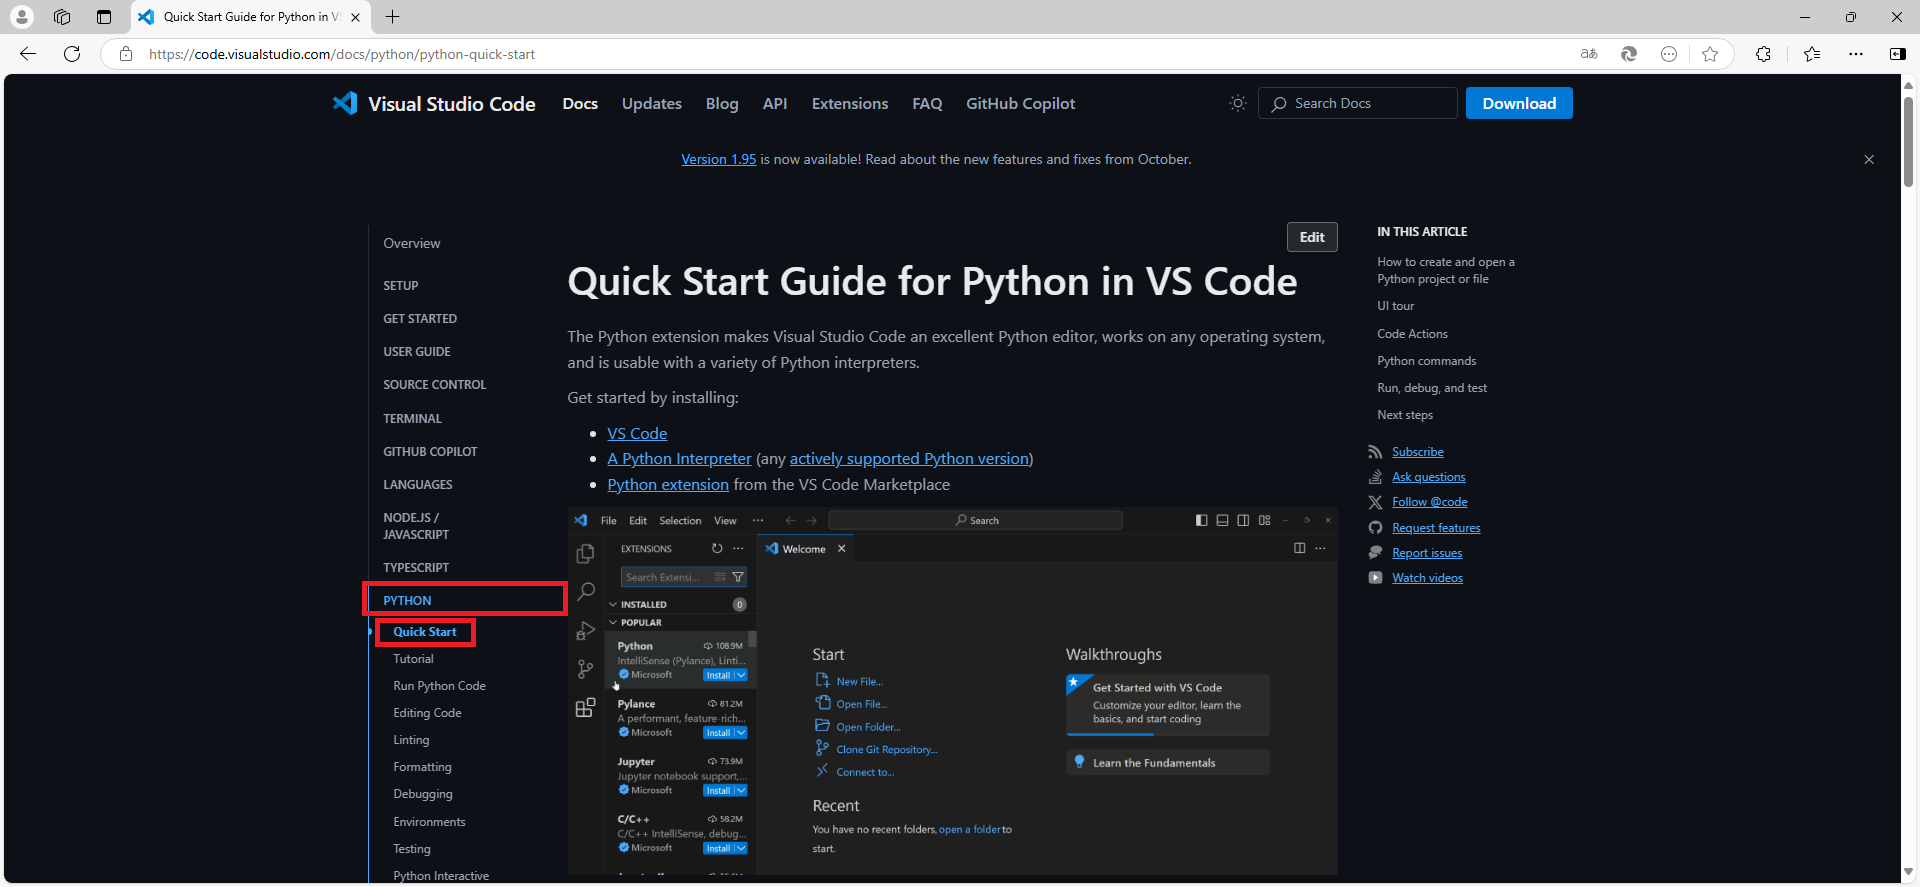 Quick Start Guide for Python in VS
https://code.visualstudio.com/docs/python/python-quick-start
Visual Studio Code
Docs
Updates
Blog
API
Extensions
FAQ
GitHub Copilot
Search Docs
Download
Version 1.95 is now available! Read about the new features and fixes from October.
Overview
SETUP
GET STARTED
USER GUIDE
SOURCE CONTROL
TERMINAL
GITHUB COPILOT
LANGUAGES
NODE.JS /
JAVASCRIPT
TYPESCRIPT
PYTHON
Quick Start
Tutorial
Run Python Code
Editing Code
Linting
Formatting
Debugging
Environments
Testing
Python Interactive
Edit
Quick Start Guide for Python in VS Code
The Python extension makes Visual Studio Code an excellent Python editor, works on any operating system,
and is usable with a variety of Python interpreters.
Get started by installing:
VS Code
A Python Interpreter (any actively supported Python version)
Python extension from the VS Code Marketplace
File Edit Selection View ···
Search
EXTENSIONS
Welcome
Search Extensi...
INSTALLED 0
POPULAR
Python 108.9M
IntelliSense (Pylance), Linti...
Microsoft Install
Pylance 81.2M
A performant, feature-rich...
Microsoft Install
Jupyter 73.9M
Jupyter notebook support,...
Microsoft Install
C/C++ 58.2M
C/C++ IntelliSense, debug...
Microsoft Install
Start
New File...
Open File...
Open Folder...
Clone Git Repository...
Connect to...
Recent
You have no recent folders, open a folder to
start.
Walkthroughs
Get Started with VS Code
Customize your editor, learn the
basics, and start coding
Learn the Fundamentals
IN THIS ARTICLE
How to create and open a
Python project or file
UI tour
Code Actions
Python commands
Run, debug, and test
Next steps
Subscribe
Ask questions
Follow @code
Request features
Report issues
Watch videos